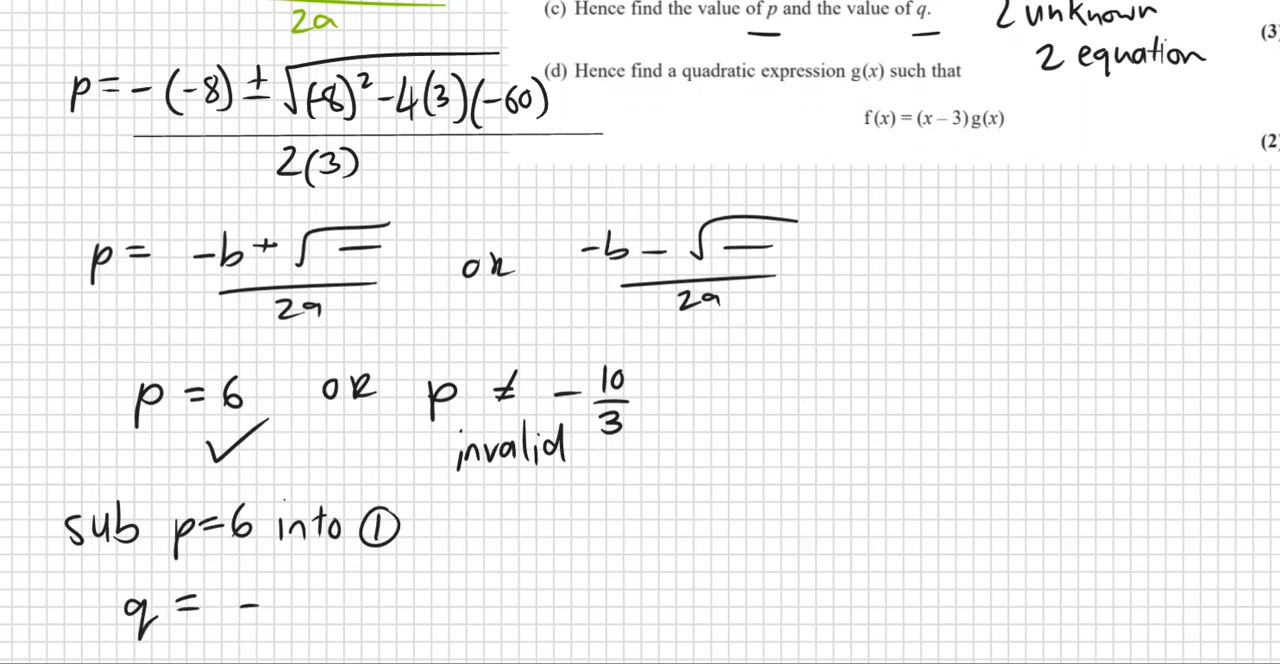 2a
(c) Hence find the value of p and the value of q.
2 unknown
(3
2 equation
p = -(-8) ± √(-8)² - 4(3)(-60)
2(3)
(d) Hence find a quadratic expression g(x) such that
f(x) = (x – 3)g(x)
(2
p = -b + √
2a
or
-b - √
2a
p = 6 OR p ≠ - 10/3
invalid
sub p=6 into ①
q = -